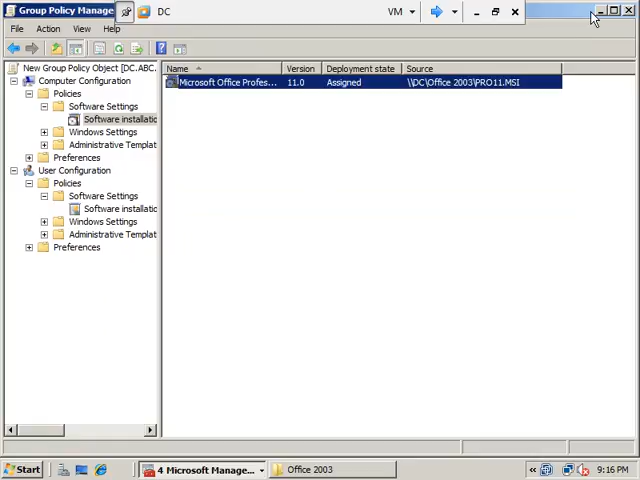 Group Policy Manage
DC
VM
File Action View Help
New Group Policy Object [DC.ABC.
Computer Configuration
Policies
Software Settings
Software installatio
Windows Settings
Administrative Templat
Preferences
User Configuration
Policies
Software Settings
Software installatio
Windows Settings
Administrative Templat
Preferences
Name Version Deployment state Source
Microsoft Office Profes... 11.0 Assigned \\DC\Office 2003\PRO11.MSI
Start 4 Microsoft Manage... Office 2003 9:16 PM